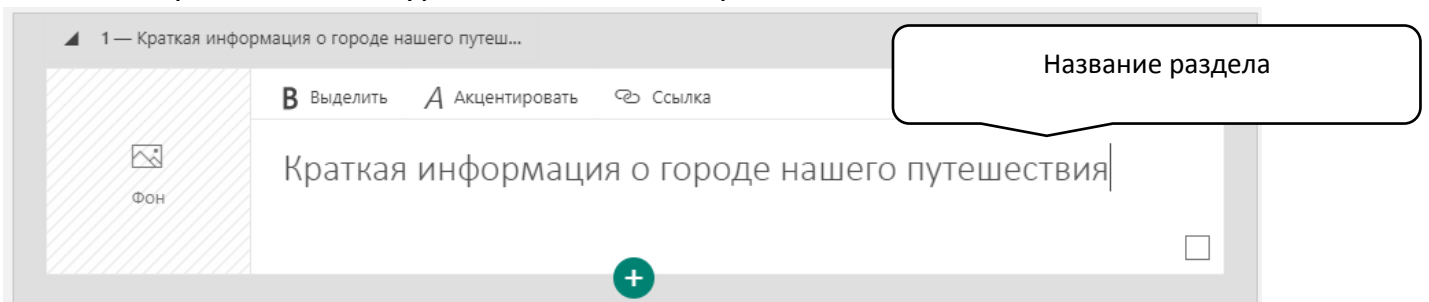 1 — Краткая информация о городе нашего путеш...
Название раздела
B Выделить A Акцентировать Ссылка
Краткая информация о городе нашего путешествия
Фон